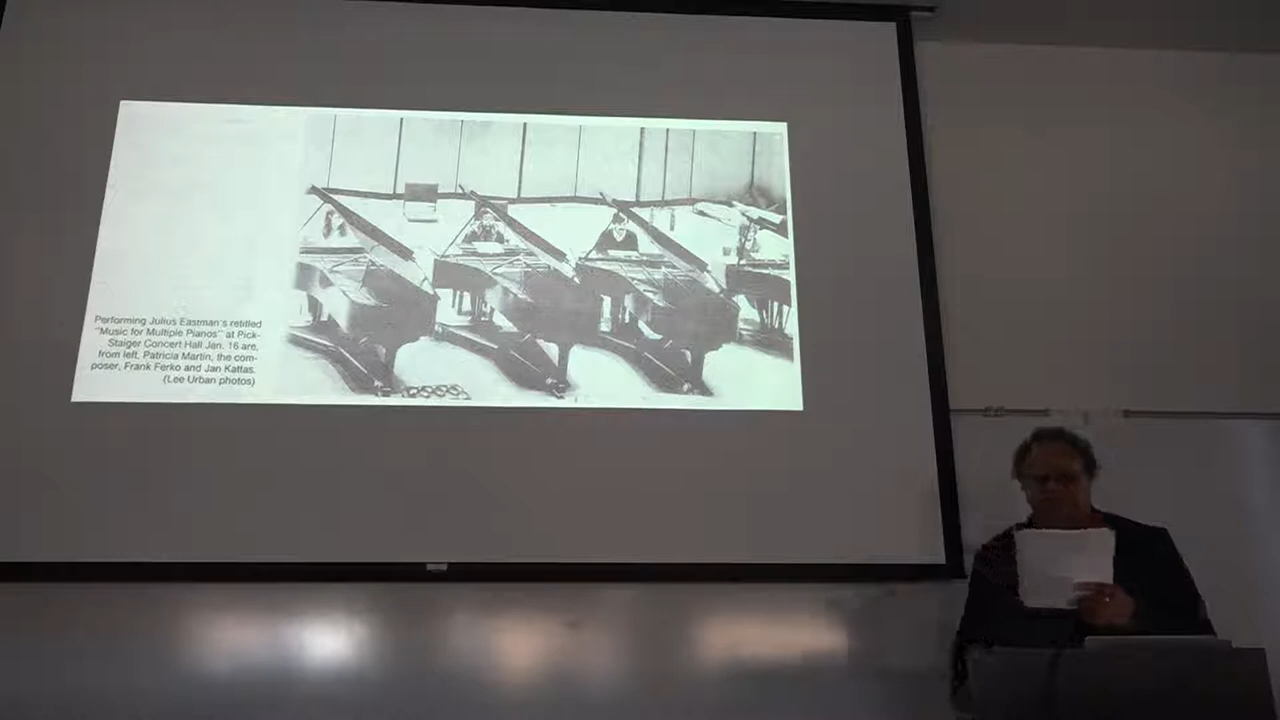 Performing Julius Eastman's retitled
"Music for Multiple Pianos" at Pick-
Staiger Concert Hall Jan. 16 are,
from left, Patricia Martin, the com-
poser, Frank Ferko and Jan Kattas.
(Lee Urban photos)